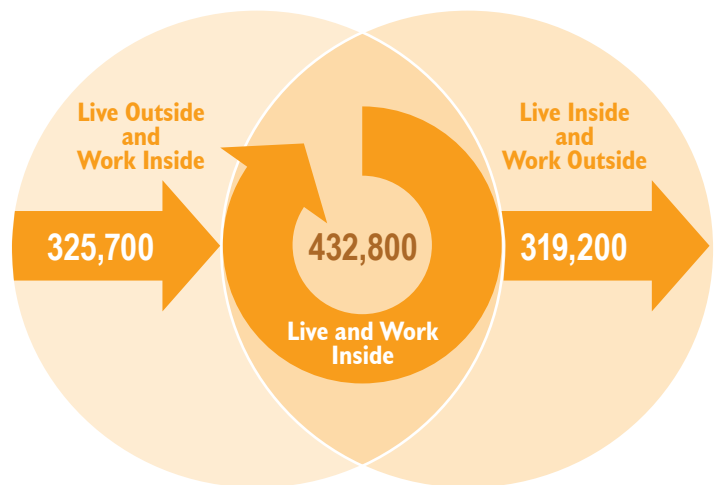 Live Outside
and
Work Inside
325,700
432,800
Live and Work
Inside
Live Inside
and
Work Outside
319,200